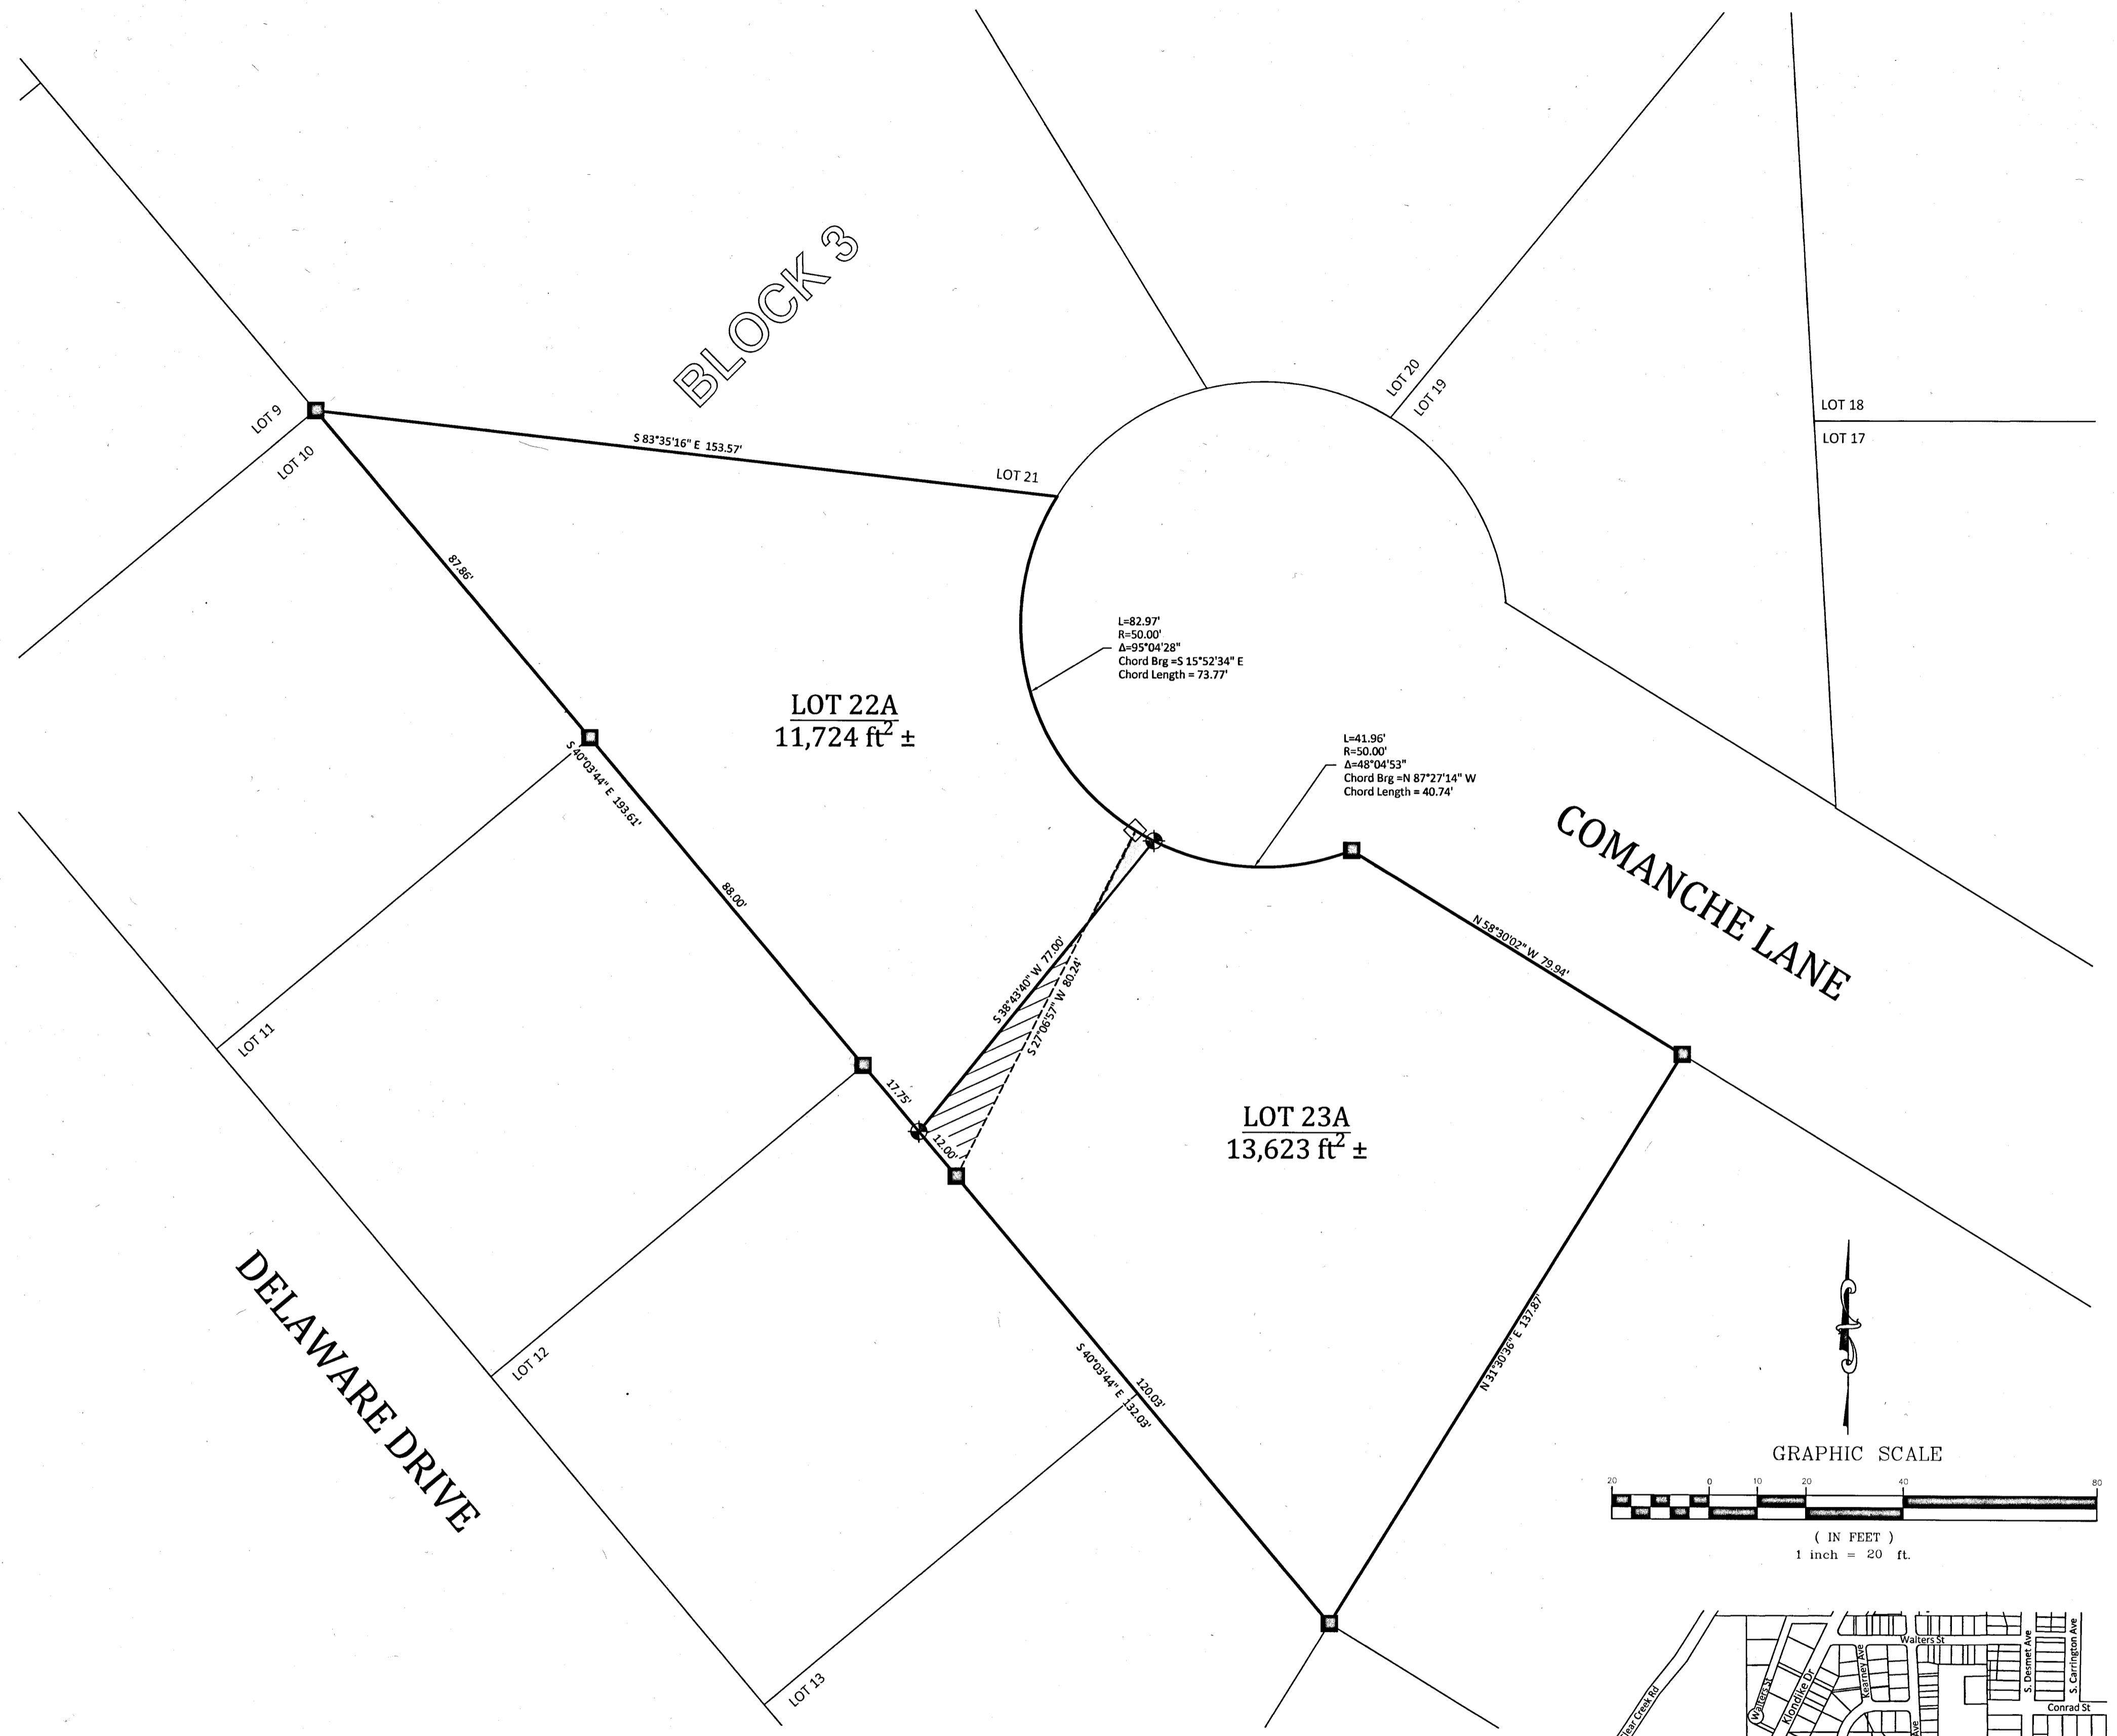 BLOCK 3
LOT 20
LOT 19
LOT 18
LOT 17
LOT 9
LOT 10
S 83°35'16" E 153.57'
LOT 21
87.86'
L=82.97'
R=50.00'
Δ=95°04'28"
Chord Brg =S 15°52'34" E
Chord Length = 73.77'
LOT 22A
11,724 ft² ±
S 40°03'44" E 193.61'
L=41.96'
R=50.00'
Δ=48°04'53"
Chord Brg =N 87°27'14" W
Chord Length = 40.74'
COMANCHE LANE
88.00'
N 58°30'02" W 79.94'
S 38°43'40" W 77.00'
S 27°06'57" W 80.24'
LOT 11
17.75'
12.00'
LOT 23A
13,623 ft² ±
DELAWARE DRIVE
LOT 12
S 40°03'44" E 132.03'
120.03'
N 31°30'36" E 137.87'
LOT 13
GRAPHIC SCALE
20 0 10 20 40 80
( IN FEET )
1 inch = 20 ft.
Walters St
Walters St
Klondike Dr
Kearney Ave
S. Desmet Ave
S. Carrington Ave
Conrad St
lear Creek Rd
Ave